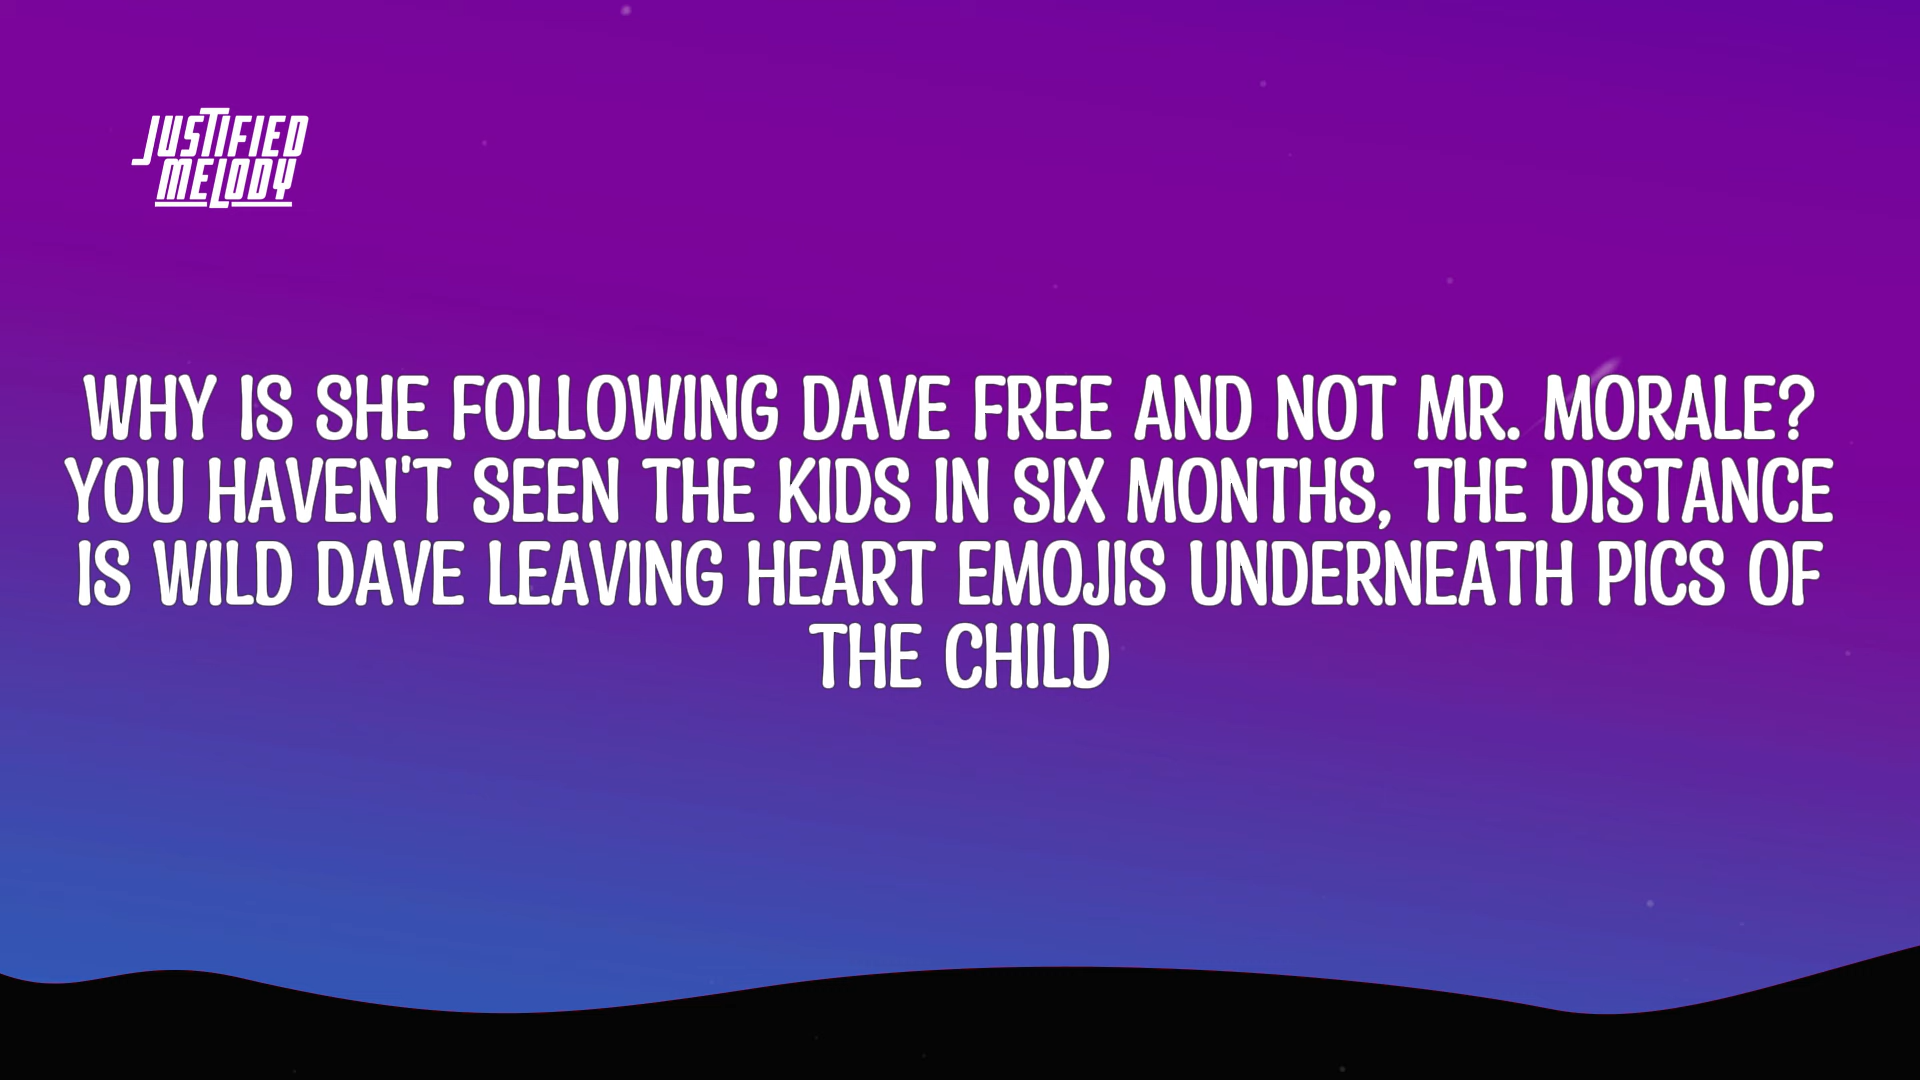 JUSTIFIED
MELODY
WHY IS SHE FOLLOWING DAVE FREE AND NOT MR. MORALE?
YOU HAVEN'T SEEN THE KIDS IN SIX MONTHS, THE DISTANCE
IS WILD DAVE LEAVING HEART EMOJIS UNDERNEATH PICS OF
THE CHILD